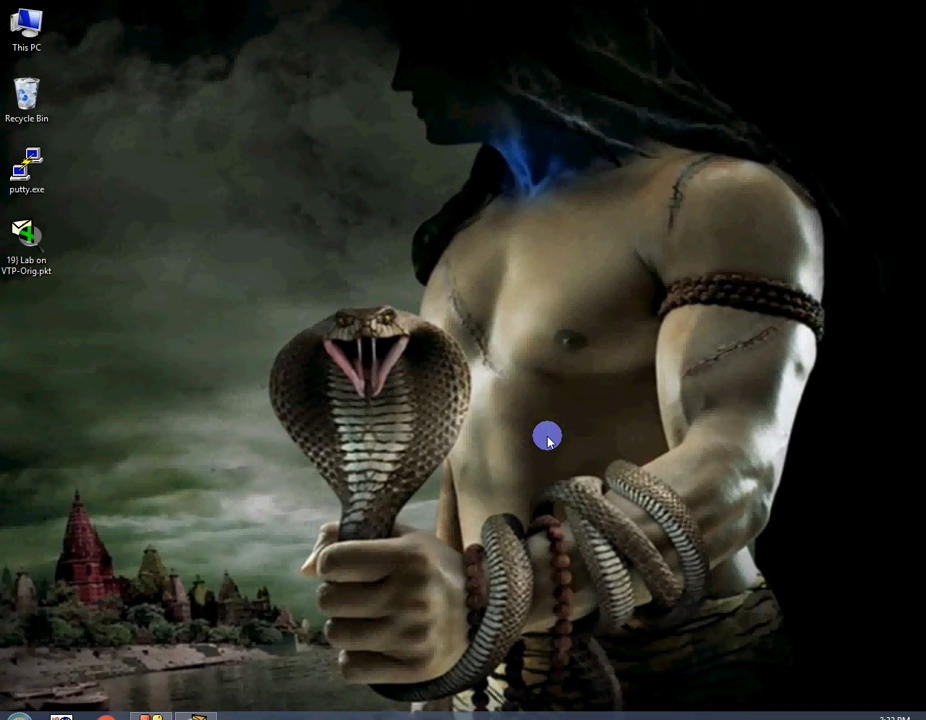 This PC
Recycle Bin
putty.exe
19) Lab on
VTP-Orig.pkt